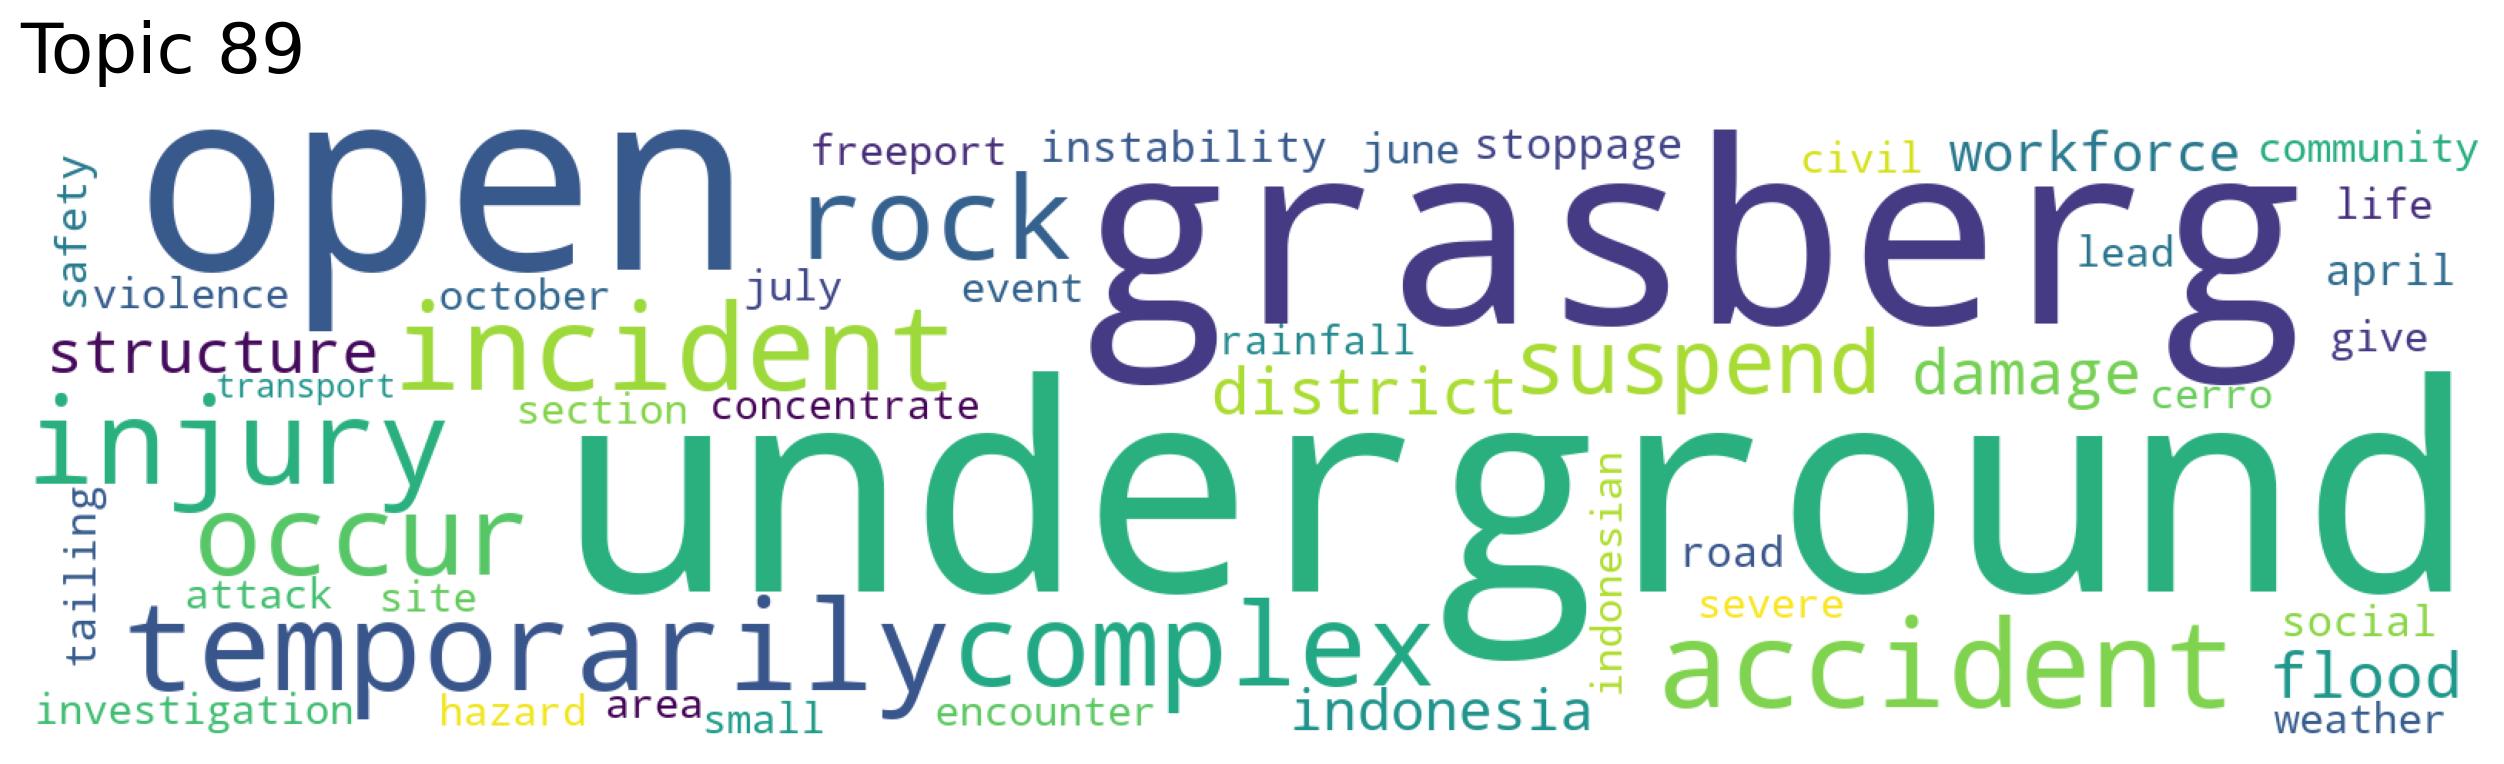 Topic 89
open
freeport
instability
june
stoppage
civil
workforce
community
safety
rock
grasberg
life
lead
april
violence
october
july
event
incident
structure
rainfall
suspend
damage
give
transport
section
concentrate
district
cerro
injury
underground
tailing
occur
indonesian
road
attack
site
temporarily
complex
severe
accident
social
flood
investigation
hazard
area
small
encounter
indonesia
weather